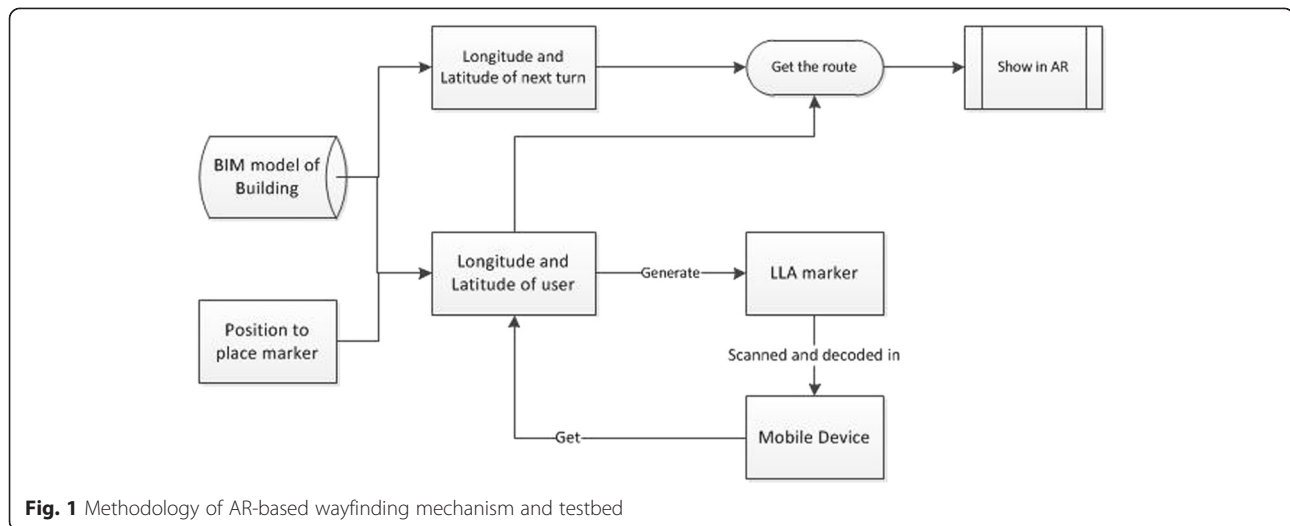 Longitude and
Latitude of next turn
Get the route
Show in AR
BIM model of
Building
Longitude and
Latitude of user
Generate
LLA marker
Position to
place marker
Scanned and decoded in
Get
Mobile Device
Fig. 1 Methodology of AR-based wayfinding mechanism and testbed